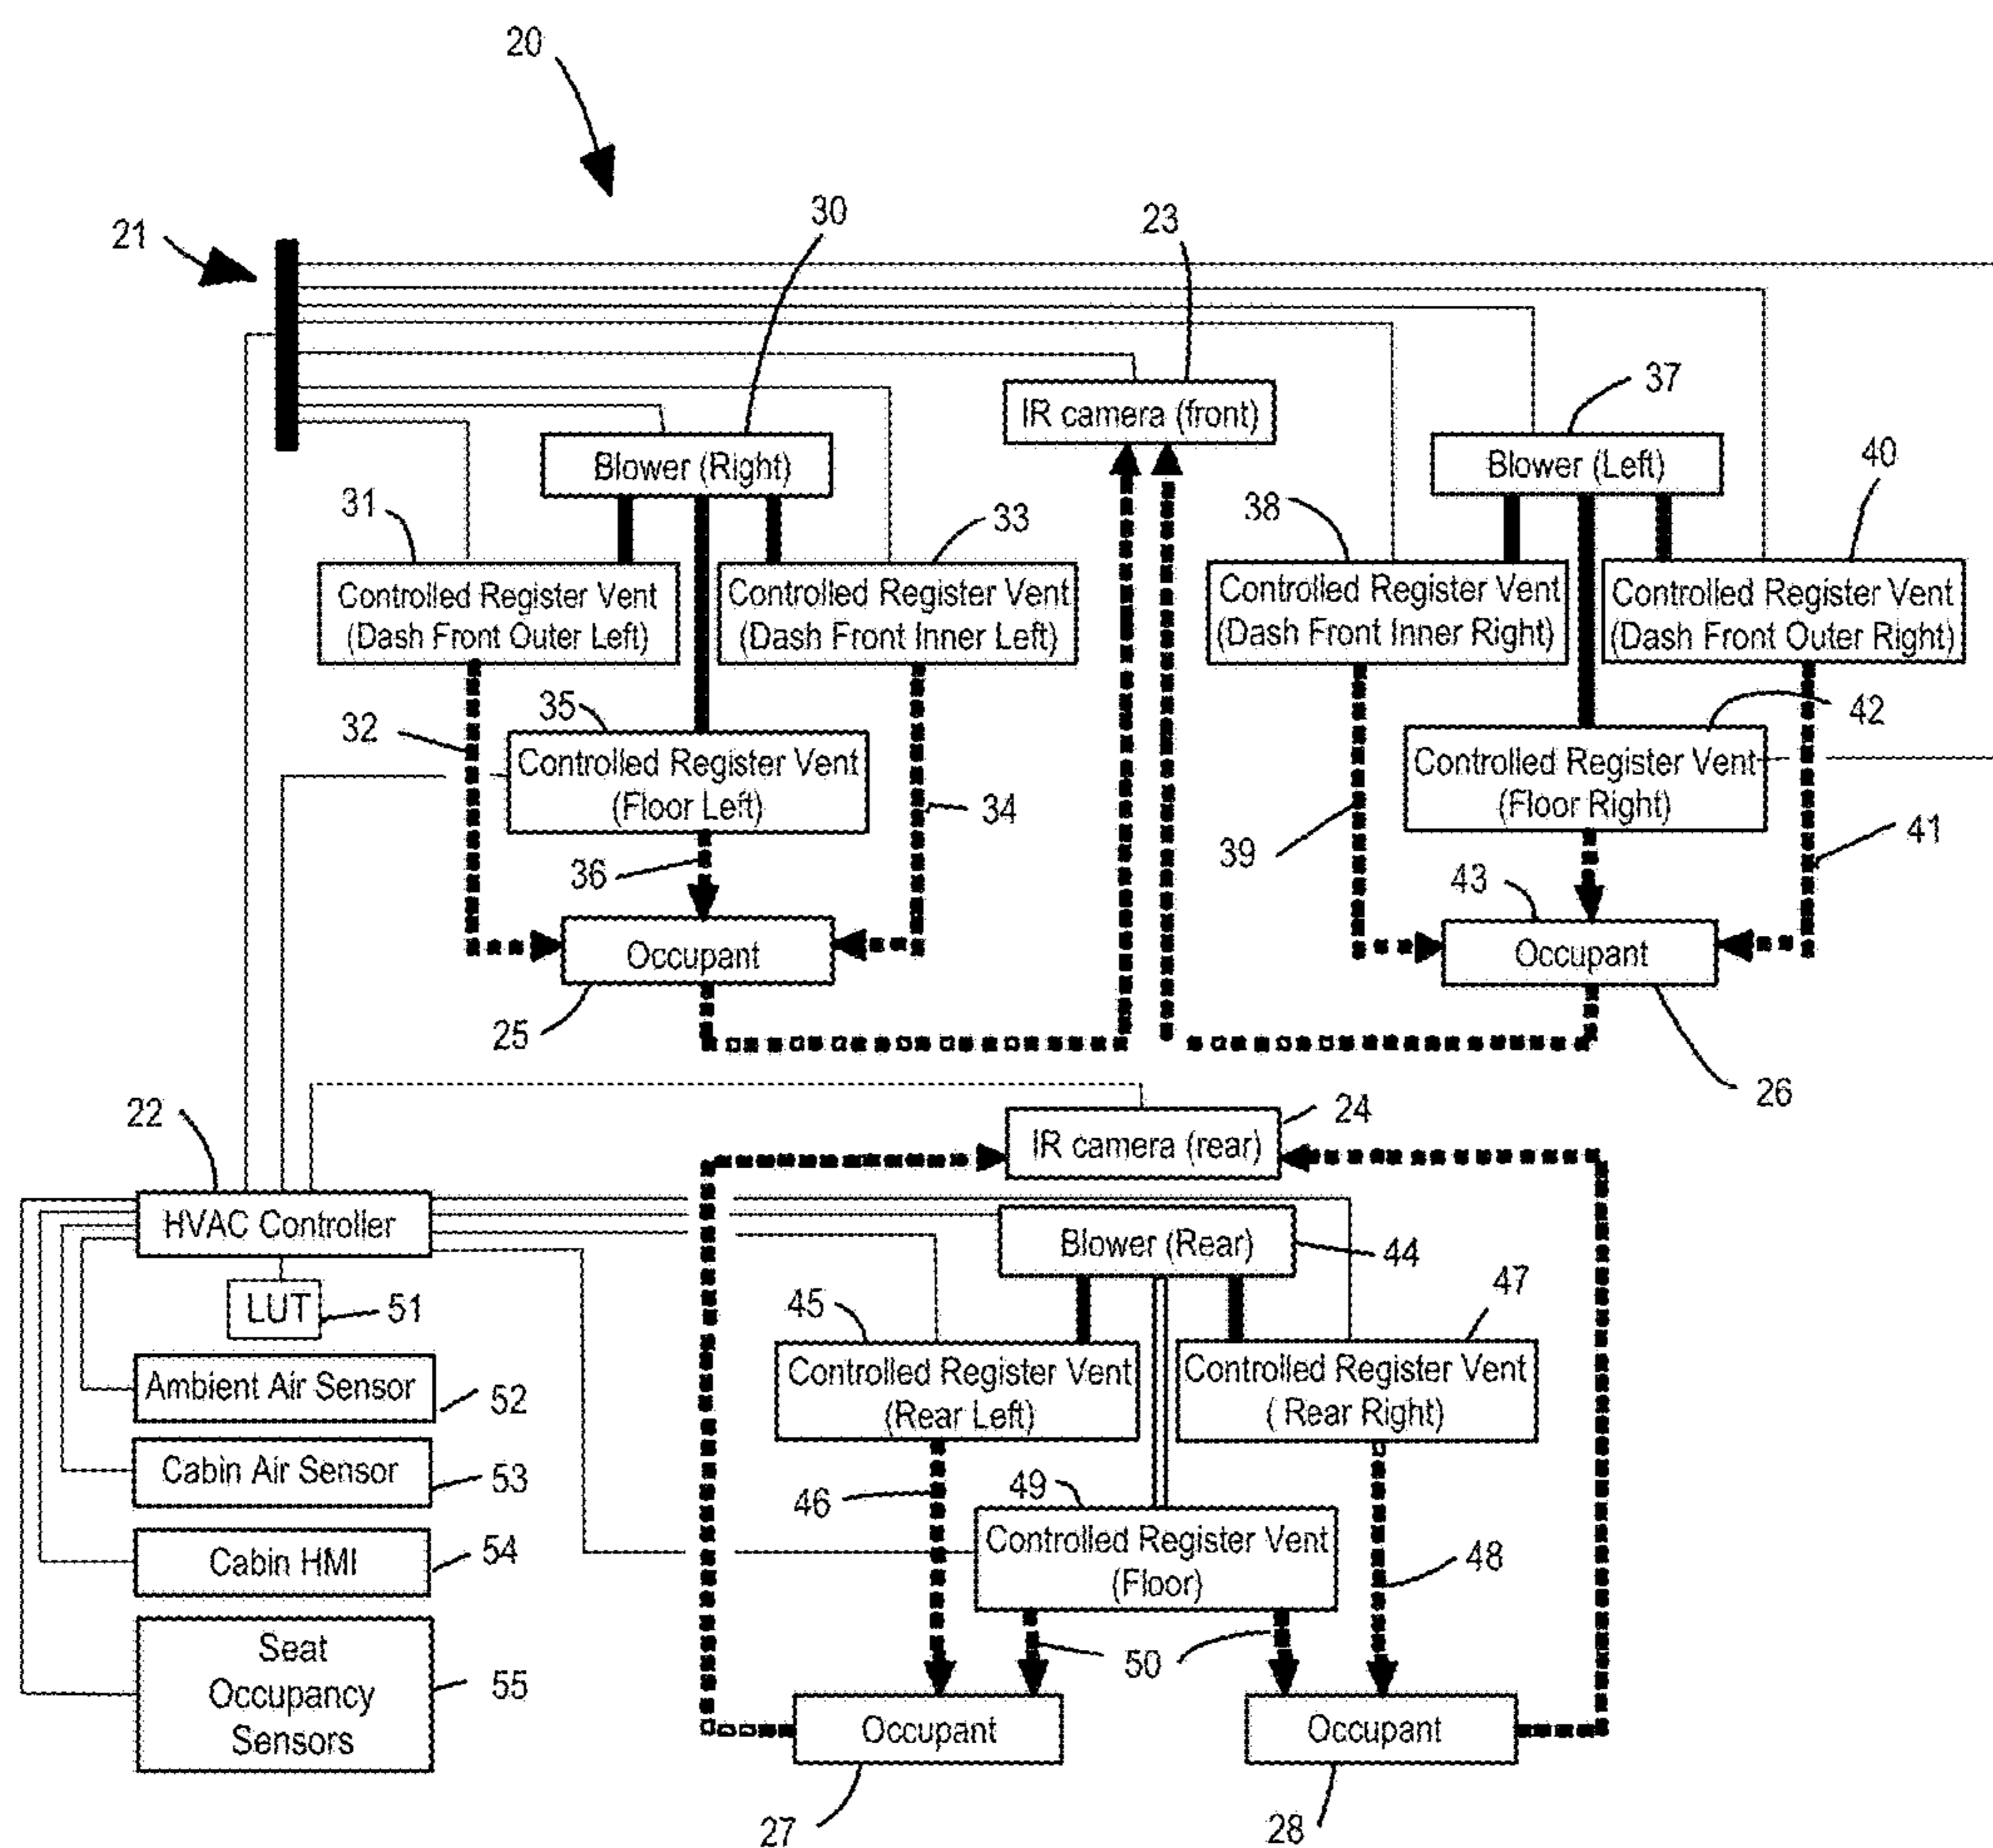 20
21
30
23
IR camera (front)
37
Blower (Right)
Blower (Left)
40
31
33
38
Controlled Register Vent
(Dash Front Outer Left)
Controlled Register Vent
(Dash Front Inner Left)
Controlled Register Vent
(Dash Front Inner Right)
Controlled Register Vent
(Dash Front Outer Right)
32
35
Controlled Register Vent
(Floor Left)
34
36
42
Controlled Register Vent
(Floor Right)
39
41
43
Occupant
25
Occupant
26
22
HVAC Controller
LUT
51
Ambient Air Sensor
52
Cabin Air Sensor
53
Cabin HMI
54
Seat
Occupancy
Sensors
55
24
IR camera (rear)
Blower (Rear)
44
45
47
Controlled Register Vent
(Rear Left)
Controlled Register Vent
( Rear Right)
46
49
Controlled Register Vent
(Floor)
48
50
Occupant
Occupant
27
28